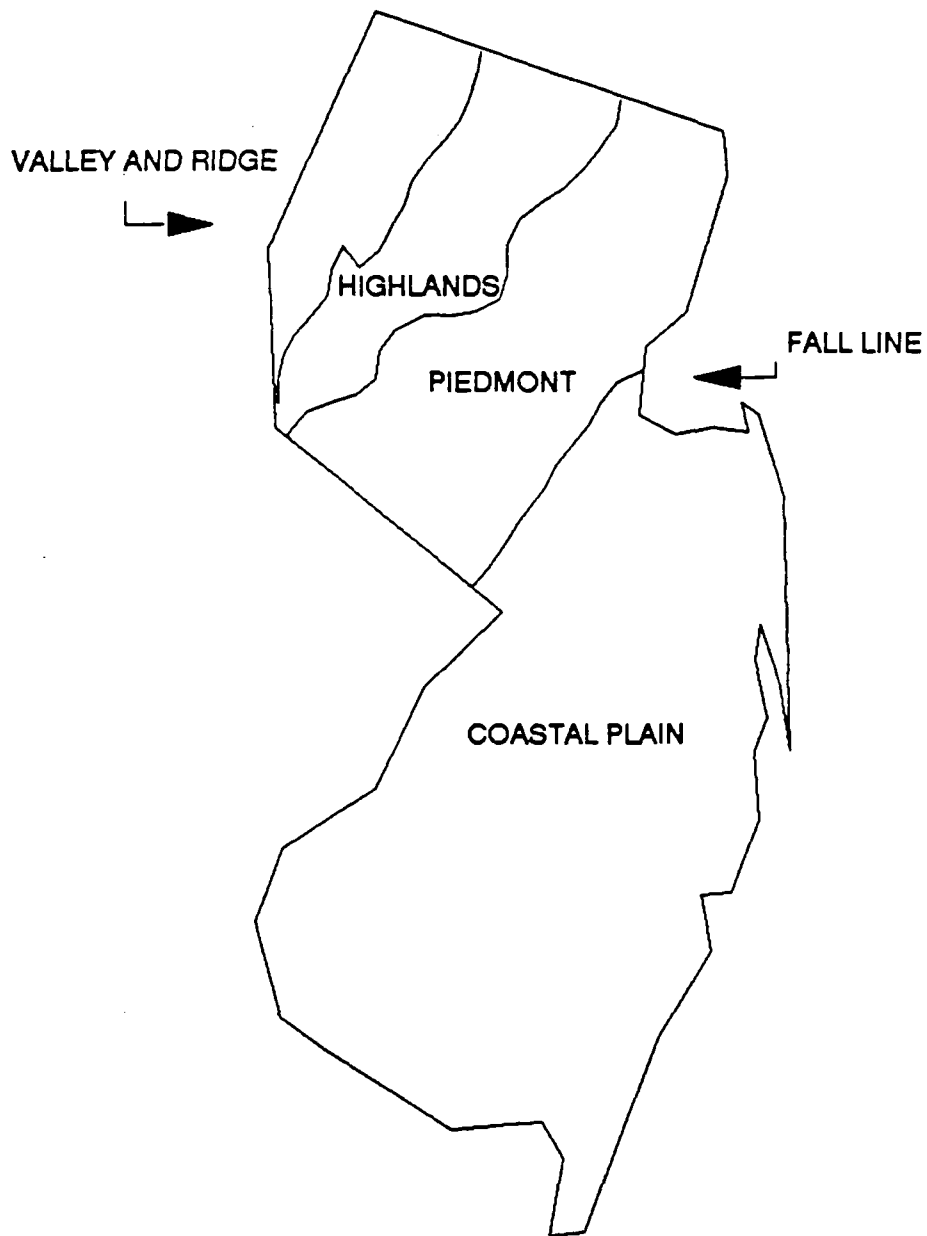 VALLEY AND RIDGE
HIGHLANDS
FALL LINE
PIEDMONT
COASTAL PLAIN